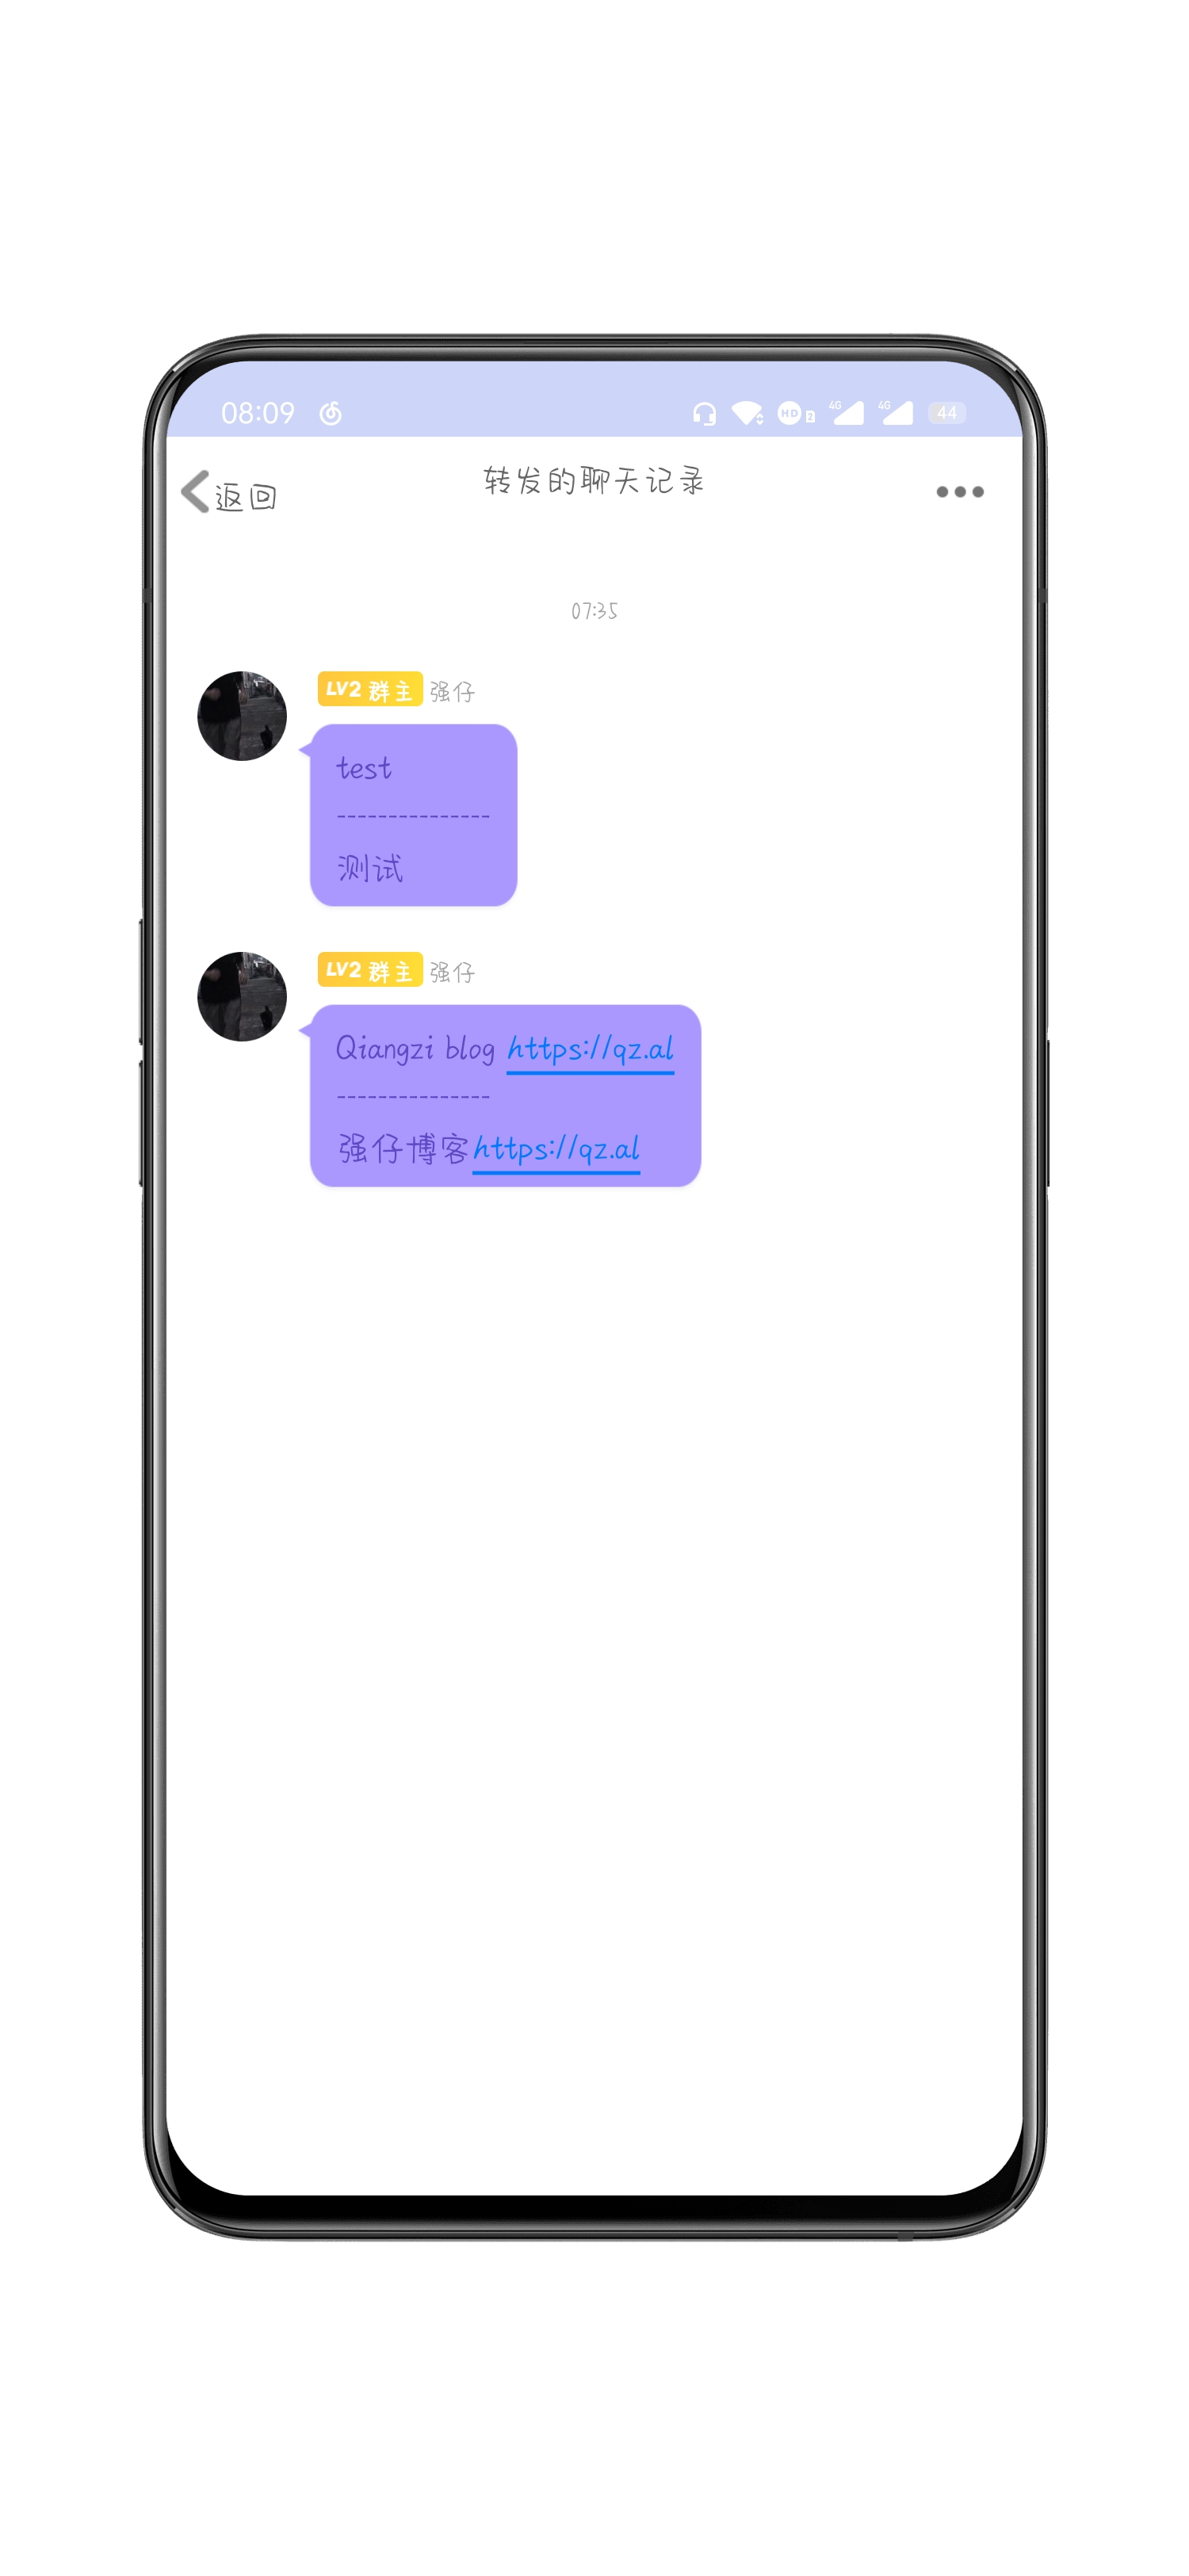 08:09
HD 2 4G 4G 44
返回
转发的聊天记录
07:35
LV2 群主 强仔
test
---------------
测试
LV2 群主 强仔
Qiangzi blog https://qz.al
---------------
强仔博客https://qz.al